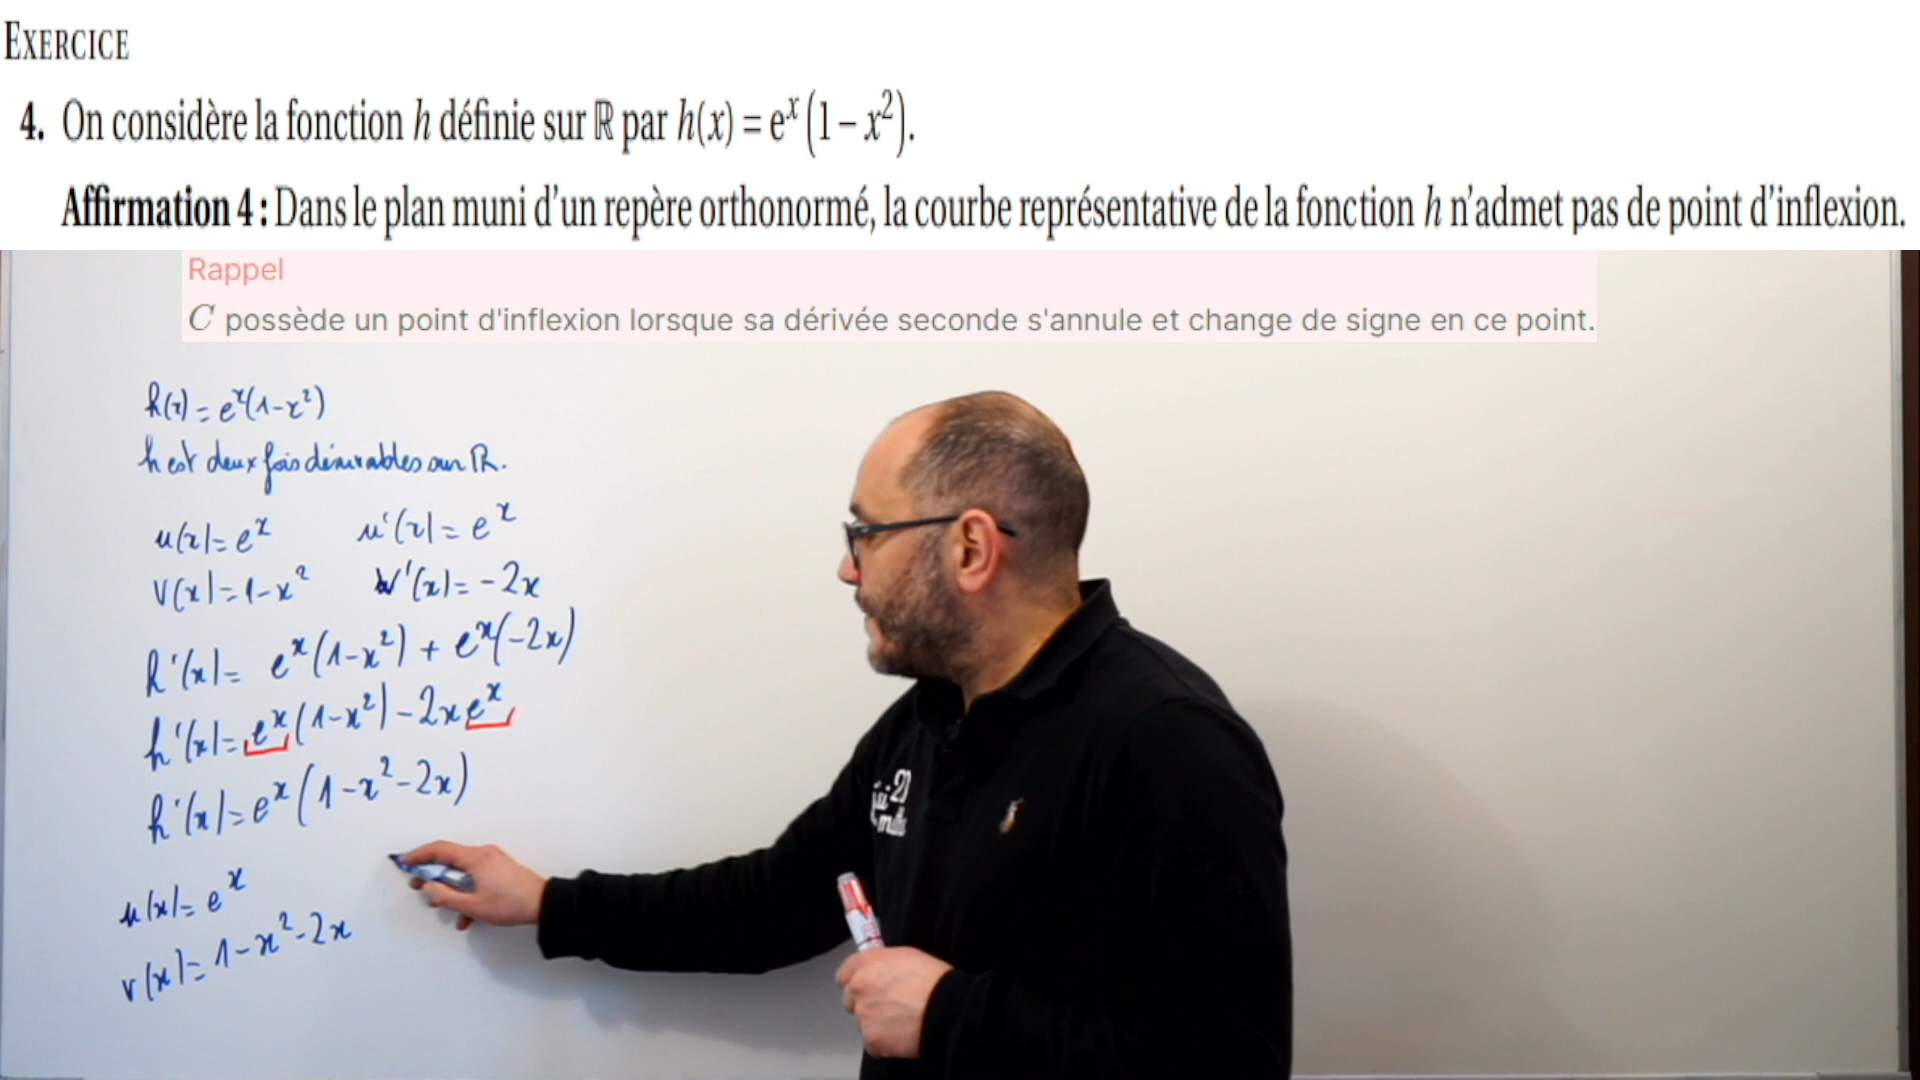 EXERCICE
4. On considère la fonction h définie sur ℝ par h(x) = eˣ(1 – x²).
Affirmation 4 : Dans le plan muni d'un repère orthonormé, la courbe représentative de la fonction h n'admet pas de point d'inflexion.
Rappel
C possède un point d'inflexion lorsque sa dérivée seconde s'annule et change de signe en ce point.
h(x) = eˣ(1-x²)
h est deux fois dérivables sur ℝ.
u(x) = eˣ u'(x) = eˣ
v(x) = 1-x² v'(x) = -2x
h'(x) = eˣ(1-x²) + eˣ(-2x)
h'(x) = eˣ(1-x²) - 2xeˣ
h'(x) = eˣ(1-x²-2x)
u(x) = eˣ
v(x) = 1-x²-2x